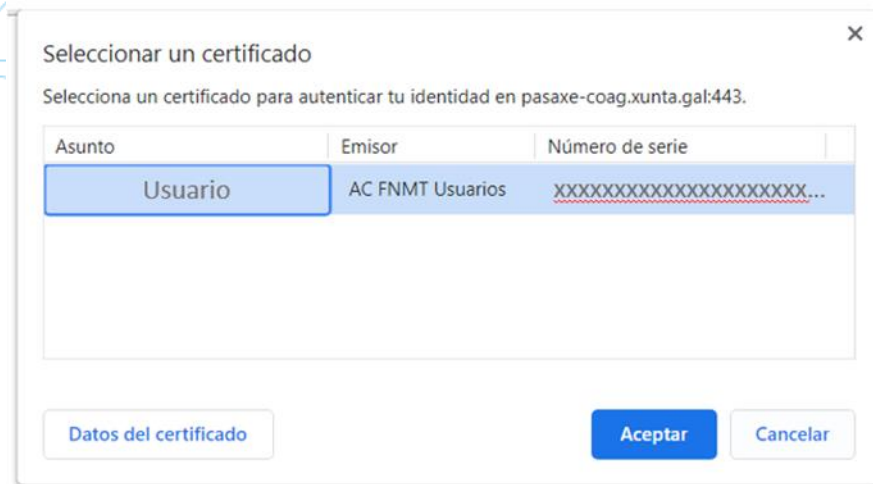 Seleccionar un certificado
Selecciona un certificado para autenticar tu identidad en pasaxe-coag.xunta.gal:443.
Asunto Emisor Número de serie
Usuario AC FNMT Usuarios XXXXXXXXXXXXXXXXXXXXX...
Datos del certificado Aceptar Cancelar